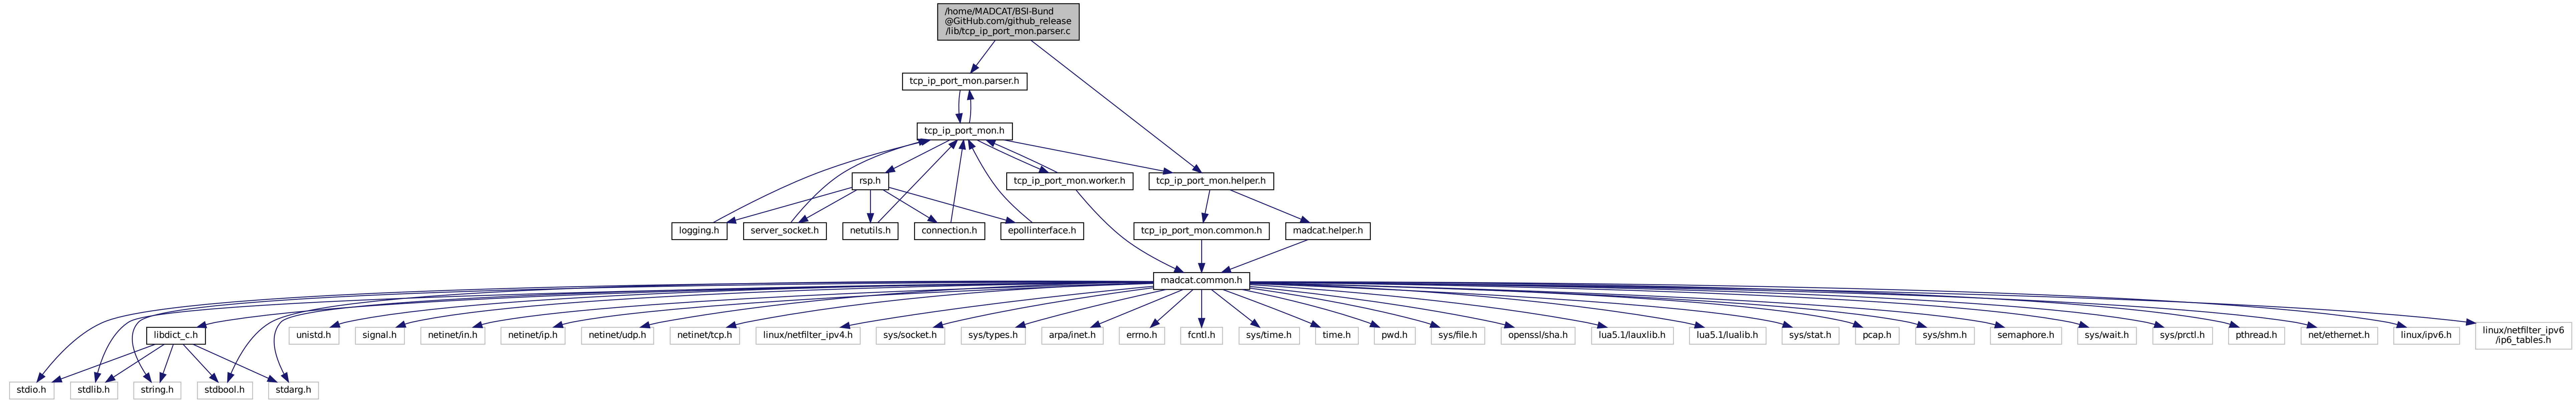 /home/MADCAT/BSI-Bund
@GitHub.com/github_release
/lib/tcp_ip_port_mon.parser.c
tcp_ip_port_mon.parser.h
tcp_ip_port_mon.h
rsp.h
tcp_ip_port_mon.worker.h
tcp_ip_port_mon.helper.h
logging.h
server_socket.h
netutils.h
connection.h
epollinterface.h
tcp_ip_port_mon.common.h
madcat.helper.h
madcat.common.h
libdict_c.h
unistd.h
signal.h
netinet/in.h
netinet/ip.h
netinet/udp.h
netinet/tcp.h
linux/netfilter_ipv4.h
sys/socket.h
sys/types.h
arpa/inet.h
errno.h
fcntl.h
sys/time.h
time.h
pwd.h
sys/file.h
openssl/sha.h
lua5.1/lauxlib.h
lua5.1/lualib.h
sys/stat.h
pcap.h
sys/shm.h
semaphore.h
sys/wait.h
sys/prctl.h
pthread.h
net/ethernet.h
linux/ipv6.h
linux/netfilter_ipv6
/ip6_tables.h
stdio.h
stdlib.h
string.h
stdbool.h
stdarg.h